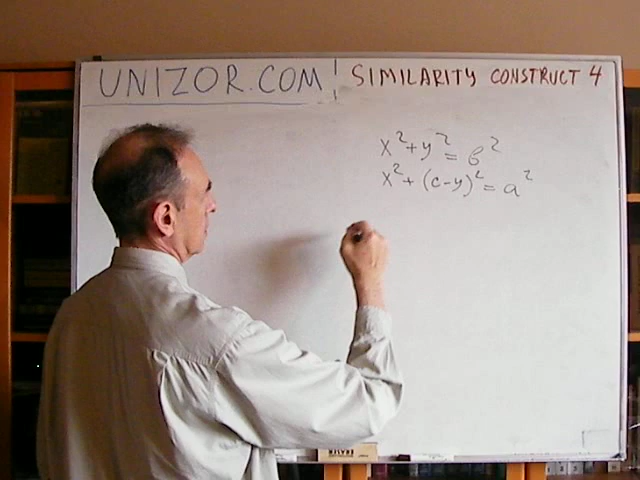 UNIZOR.COM
SIMILARITY CONSTRUCT 4
x² + y² = b²
x² + (c-y)² = a²